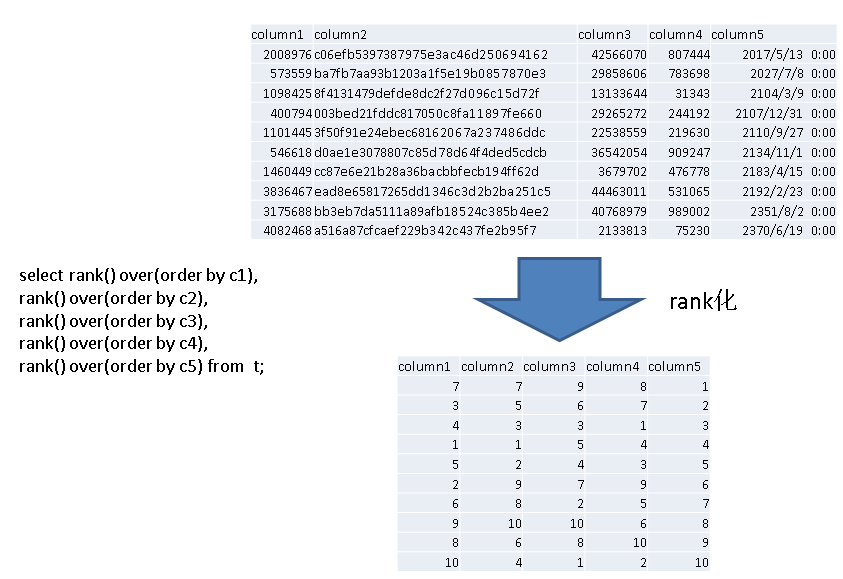 column1 column2 column3 column4 column5
2008976 c06efb5397387975e3ac46d250694162 42566070 807444 2017/5/13 0:00
573559 ba7fb7aa93b1203a1f5e19b0857870e3 29858606 783698 2027/7/8 0:00
1098425 8f4131479defde8dc2f27d096c15d72f 13133644 31343 2104/3/9 0:00
400794 003bed21fddc817050c8fa11897fe660 29265272 244192 2107/12/31 0:00
1101445 3f50f91e24ebec68162067a237486ddc 22538559 219630 2110/9/27 0:00
546618 d0ae1e3078807c85d78d64f4ded5cdcb 36542054 909247 2134/11/1 0:00
1460449 cc87e6e21b28a36bacbbfecb194ff62d 3679702 476778 2183/4/15 0:00
3836467 ead8e65817265dd1346c3d2b2ba251c5 44463011 531065 2192/2/23 0:00
3175688 bb3eb7da5111a89afb18524c385b4ee2 40768979 989002 2351/8/2 0:00
4082468 a516a87cfcaef229b342c437fe2b95f7 2133813 75230 2370/6/19 0:00
select rank() over(order by c1),
rank() over(order by c2),
rank() over(order by c3),
rank() over(order by c4),
rank() over(order by c5) from t;
rank化
column1 column2 column3 column4 column5
7 7 9 8 1
3 5 6 7 2
4 3 3 1 3
1 1 5 4 4
5 2 4 3 5
2 9 7 9 6
6 8 2 5 7
9 10 10 6 8
8 6 8 10 9
10 4 1 2 10